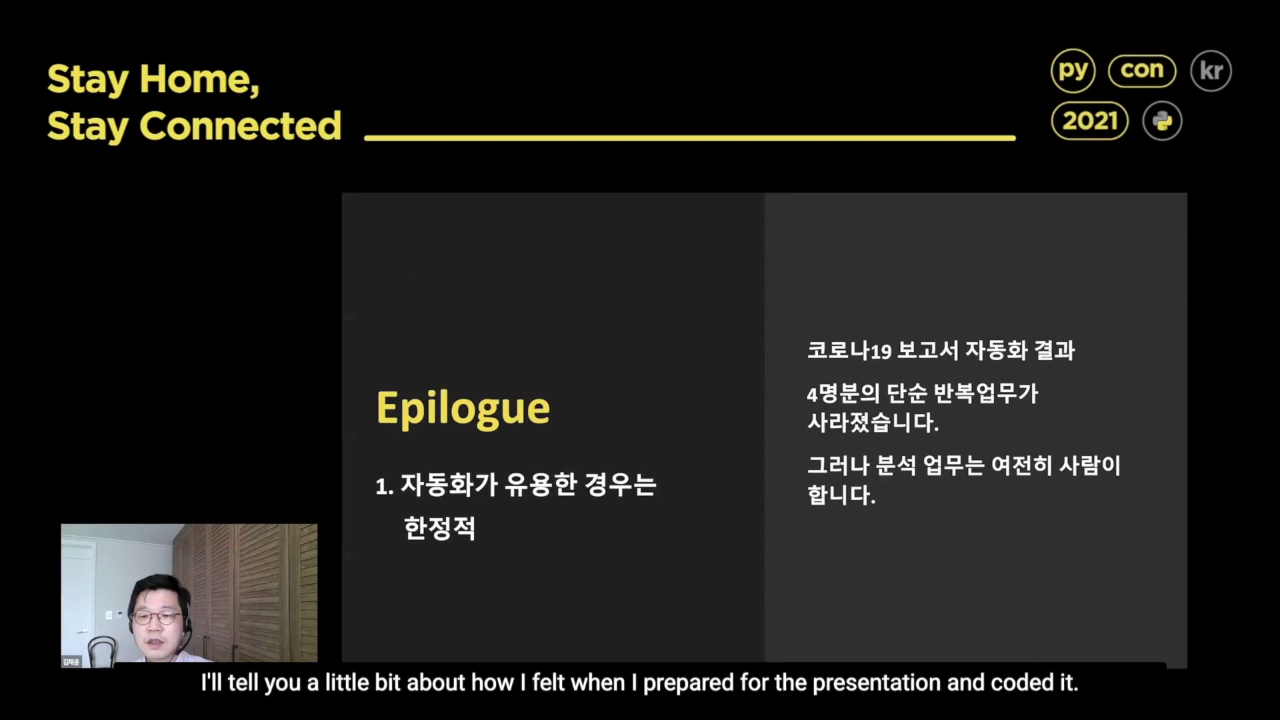 Stay Home,
Stay Connected
py con kr
2021
Epilogue
1. 자동화가 유용한 경우는
한정적
코로나19 보고서 자동화 결과
4명분의 단순 반복업무가
사라졌습니다.
그러나 분석 업무는 여전히 사람이
합니다.
I'll tell you a little bit about how I felt when I prepared for the presentation and coded it.